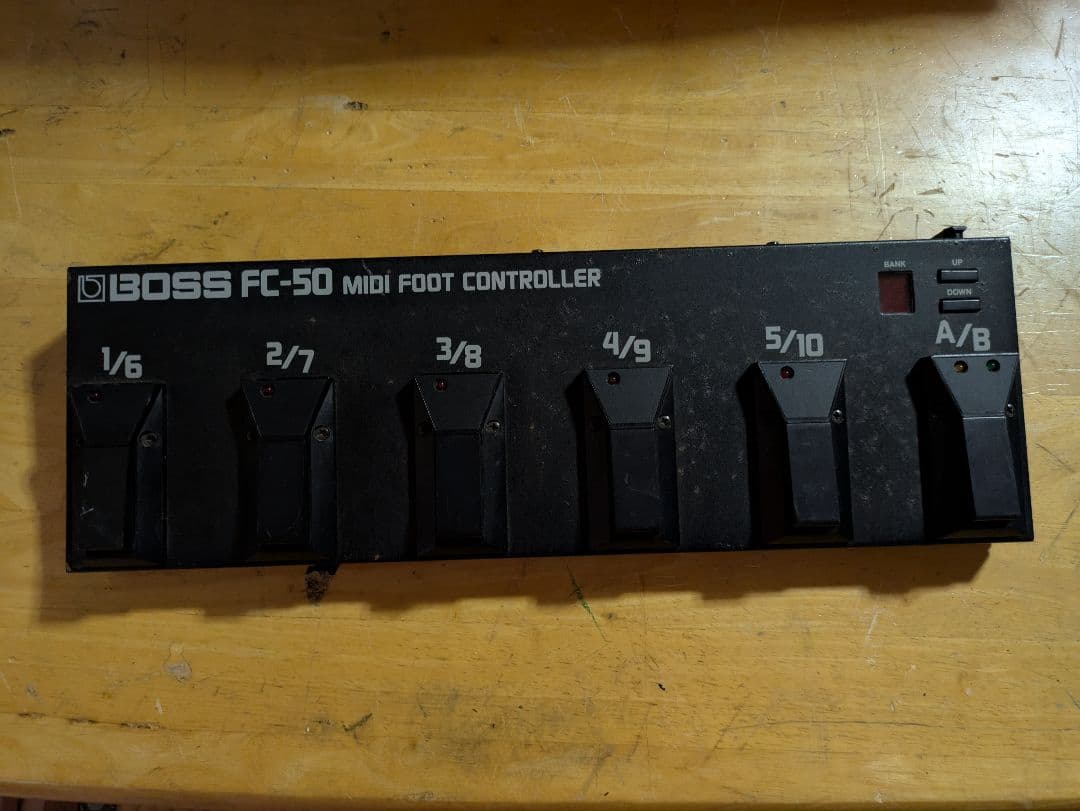 BOSS FC-50 MIDI FOOT CONTROLLER
BANK
UP
DOWN
1/6
2/7
3/8
4/9
5/10
A/B